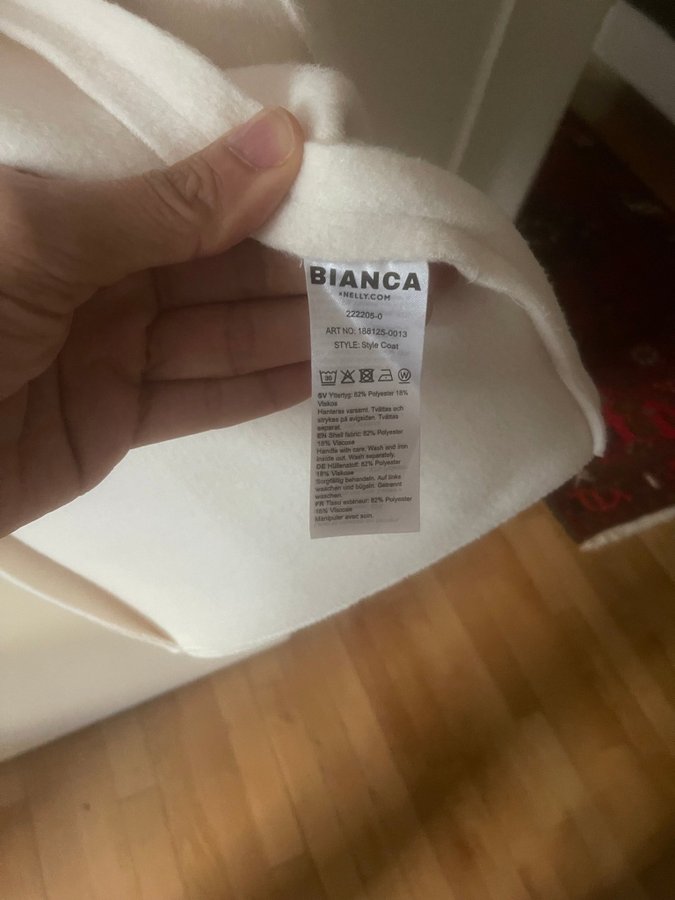 BIANCA
×NELLY.COM
222205-0
ART NO: 188125-0013
STYLE: Style Coat
30 W
SV Yttertyg: 82% Polyester 18%
Viskos
Hanteras varsamt. Tvättas och
strykes på avigsidan. Tvättas
separat.
EN Shell fabric: 82% Polyester
18% Viscose
Handle with care. Wash and iron
inside out. Wash separately.
DE Hüllenstoff: 82% Polyester
18% Viskose
Sorgfältig behandeln. Auf links
waschen und bügeln. Getrennt
waschen.
FR Tissu extérieur: 82% Polyester
18% Viscose
Manipuler avec soin.